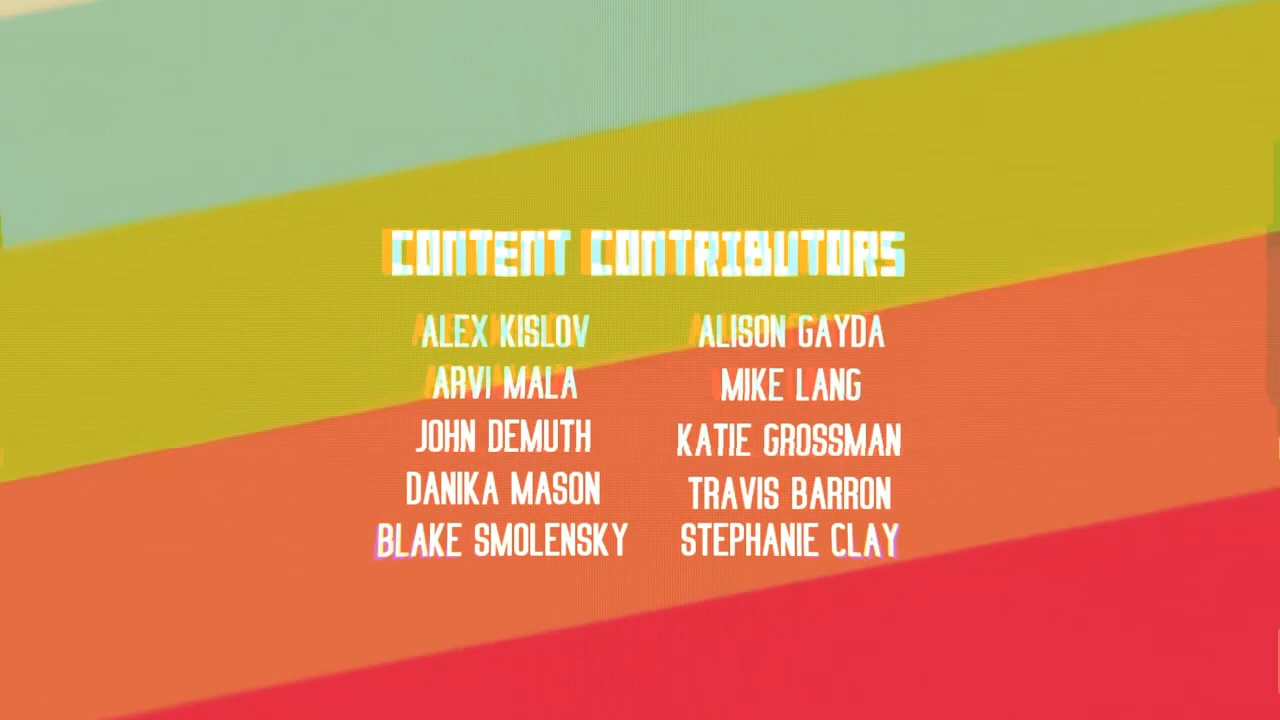 CONTENT CONTRIBUTORS
ALEX KISLOV
ARVI MALA
JOHN DEMUTH
DANIKA MASON
BLAKE SMOLENSKY
ALISON GAYDA
MIKE LANG
KATIE GROSSMAN
TRAVIS BARRON
STEPHANIE CLAY